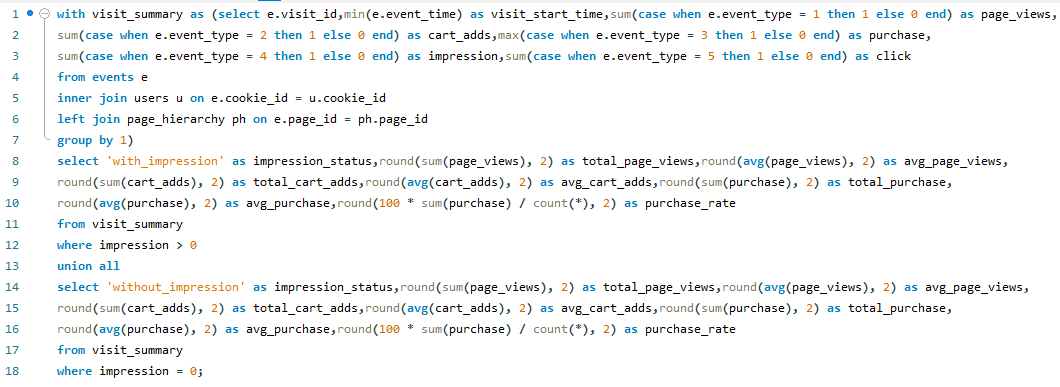 1 with visit_summary as (select e.visit_id,min(e.event_time) as visit_start_time,sum(case when e.event_type = 1 then 1 else 0 end) as page_views,
2 sum(case when e.event_type = 2 then 1 else 0 end) as cart_adds,max(case when e.event_type = 3 then 1 else 0 end) as purchase,
3 sum(case when e.event_type = 4 then 1 else 0 end) as impression,sum(case when e.event_type = 5 then 1 else 0 end) as click
4 from events e
5 inner join users u on e.cookie_id = u.cookie_id
6 left join page_hierarchy ph on e.page_id = ph.page_id
7 group by 1)
8 select 'with_impression' as impression_status,round(sum(page_views), 2) as total_page_views,round(avg(page_views), 2) as avg_page_views,
9 round(sum(cart_adds), 2) as total_cart_adds,round(avg(cart_adds), 2) as avg_cart_adds,round(sum(purchase), 2) as total_purchase,
10 round(avg(purchase), 2) as avg_purchase,round(100 * sum(purchase) / count(*), 2) as purchase_rate
11 from visit_summary
12 where impression > 0
13 union all
14 select 'without_impression' as impression_status,round(sum(page_views), 2) as total_page_views,round(avg(page_views), 2) as avg_page_views,
15 round(sum(cart_adds), 2) as total_cart_adds,round(avg(cart_adds), 2) as avg_cart_adds,round(sum(purchase), 2) as total_purchase,
16 round(avg(purchase), 2) as avg_purchase,round(100 * sum(purchase) / count(*), 2) as purchase_rate
17 from visit_summary
18 where impression = 0;